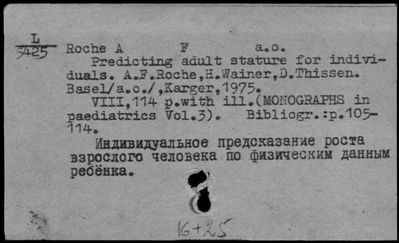 L
3425
Roche A F a.o.
Predicting adult stature for indivi-
duals. A.F.Roche,H.Wainer,D.Thissen.
Basel/a.o./,Karger,1975.
VIII,114 p.with ill.(MONOGRAPHS in
paediatrics Vol.3). Bibliogr.:p.105-
114.
Индивидуальное предсказание роста
взрослого человека по физическим данным
ребёнка.
16+25